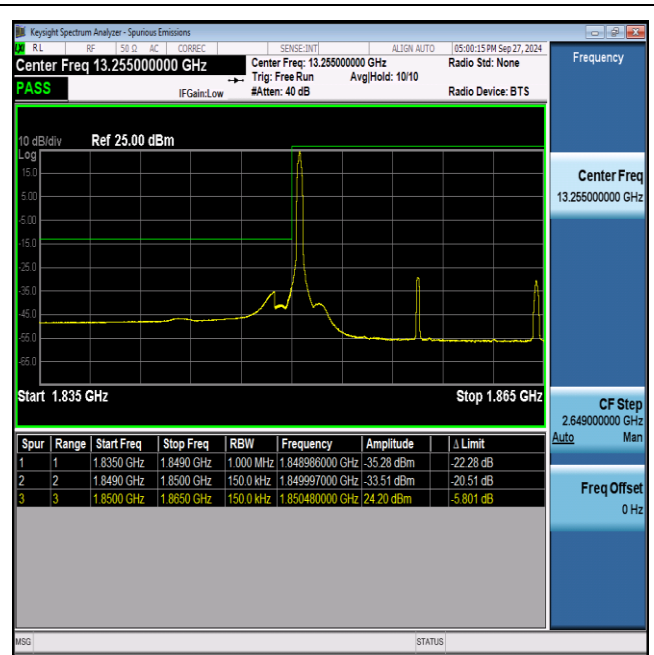 Keysight Spectrum Analyzer - Spurious Emissions
RL RF 50 Ω AC CORREC SENSE:INT ALIGN AUTO 05:00:15 PM Sep 27, 2024
Center Freq 13.255000000 GHz
PASS
IFGain:Low
Center Freq: 13.255000000 GHz
Trig: Free Run Avg|Hold: 10/10
#Atten: 40 dB
Radio Std: None
Radio Device: BTS
10 dB/div Ref 25.00 dBm
Log
15.0
5.00
-5.00
-15.0
-25.0
-35.0
-45.0
-55.0
-65.0
Start 1.835 GHz Stop 1.865 GHz
Spur Range Start Freq Stop Freq RBW Frequency Amplitude Δ Limit
1 1 1.8350 GHz 1.8490 GHz 1.000 MHz 1.848986000 GHz -35.28 dBm -22.28 dB
2 2 1.8490 GHz 1.8500 GHz 150.0 kHz 1.849997000 GHz -33.51 dBm -20.51 dB
3 3 1.8500 GHz 1.8650 GHz 150.0 kHz 1.850480000 GHz 24.20 dBm -5.801 dB
MSG STATUS
Frequency
Center Freq
13.255000000 GHz
CF Step
2.649000000 GHz
Auto Man
Freq Offset
0 Hz